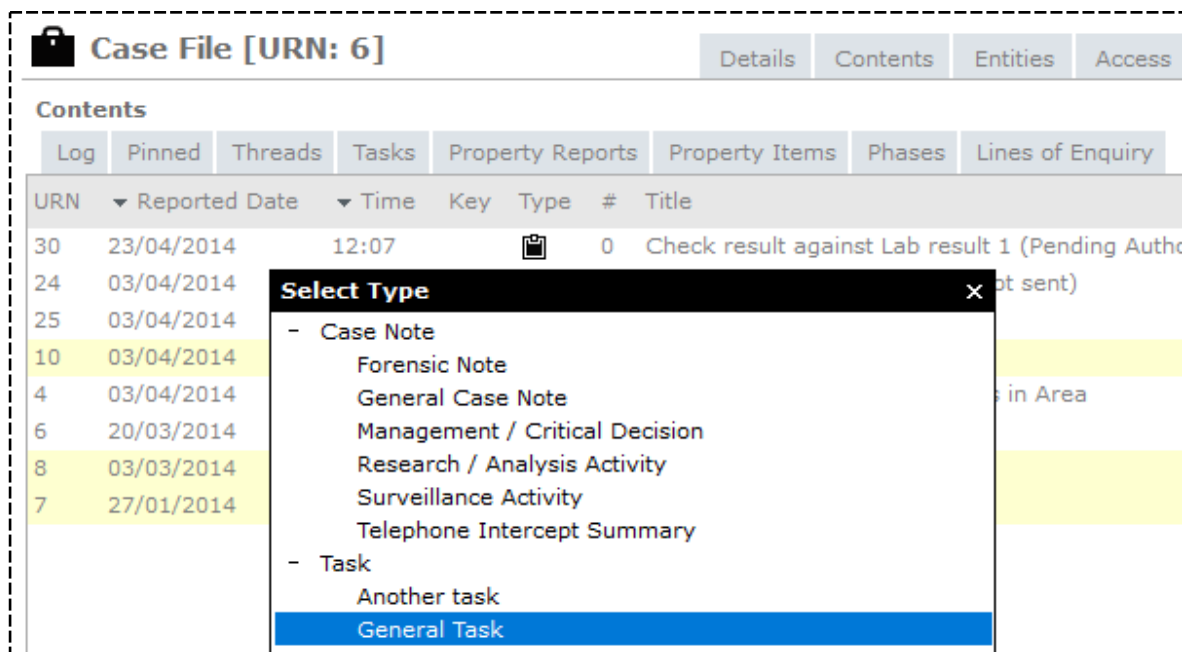 Case File [URN: 6] Details Contents Entities Access
Contents
Log Pinned Threads Tasks Property Reports Property Items Phases Lines of Enquiry
URN Reported Date Time Key Type # Title
30 23/04/2014 12:07 0 Check result against Lab result 1 (Pending
24 03/04/2014 sent)
25 03/04/2014
10 03/04/2014
4 03/04/2014 in Area
6 20/03/2014
8 03/03/2014
7 27/01/2014
Select Type
- Case Note
Forensic Note
General Case Note
Management / Critical Decision
Research / Analysis Activity
Surveillance Activity
Telephone Intercept Summary
- Task
Another task
General Task